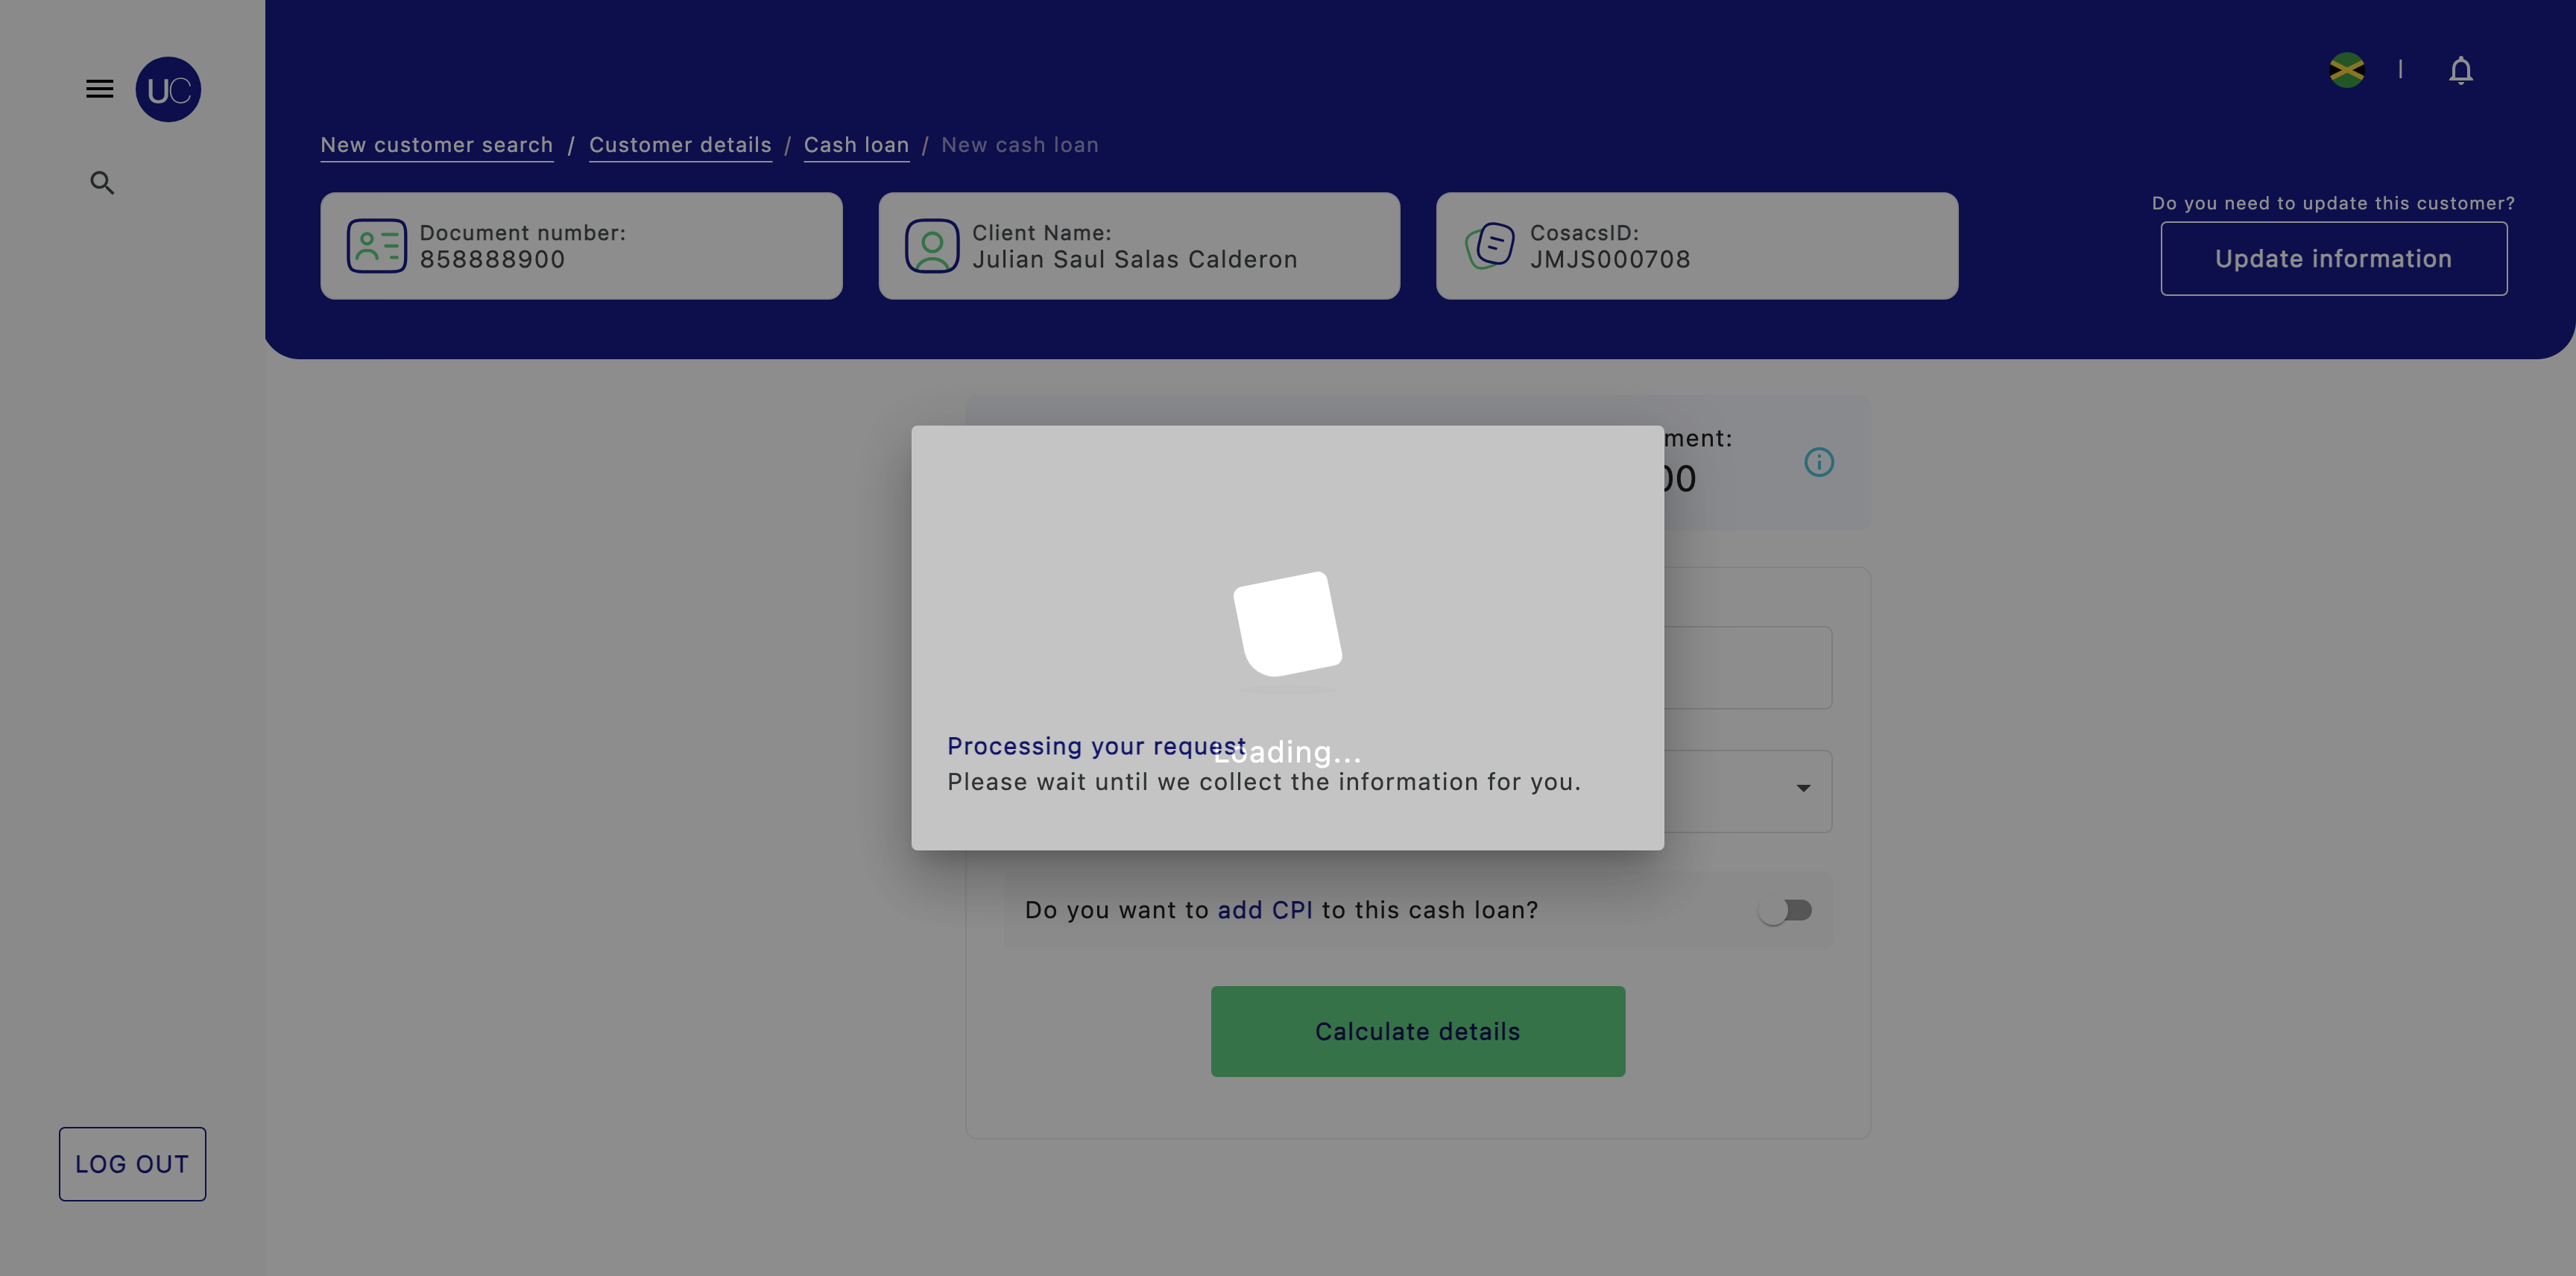 UC
New customer search / Customer details / Cash loan / New cash loan
Document number:
858888900
Client Name:
Julian Saul Salas Calderon
CosacsID:
JMJS000708
Do you need to update this customer?
Update information
Processing your request
Loading...
Please wait until we collect the information for you.
Do you want to add CPI to this cash loan?
Calculate details
LOG OUT